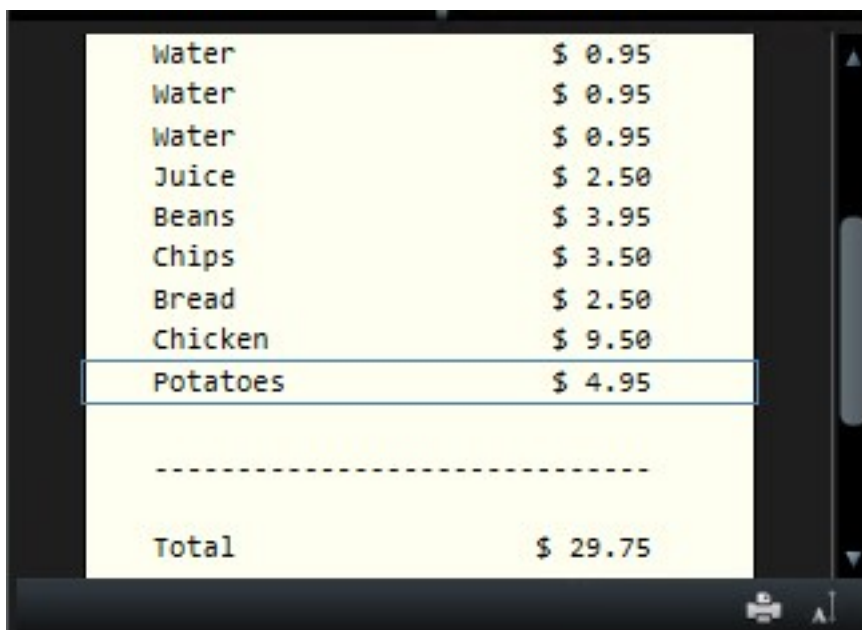 Water $ 0.95
Water $ 0.95
Water $ 0.95
Juice $ 2.50
Beans $ 3.95
Chips $ 3.50
Bread $ 2.50
Chicken $ 9.50
Potatoes $ 4.95
------------------------------
Total $ 29.75
A